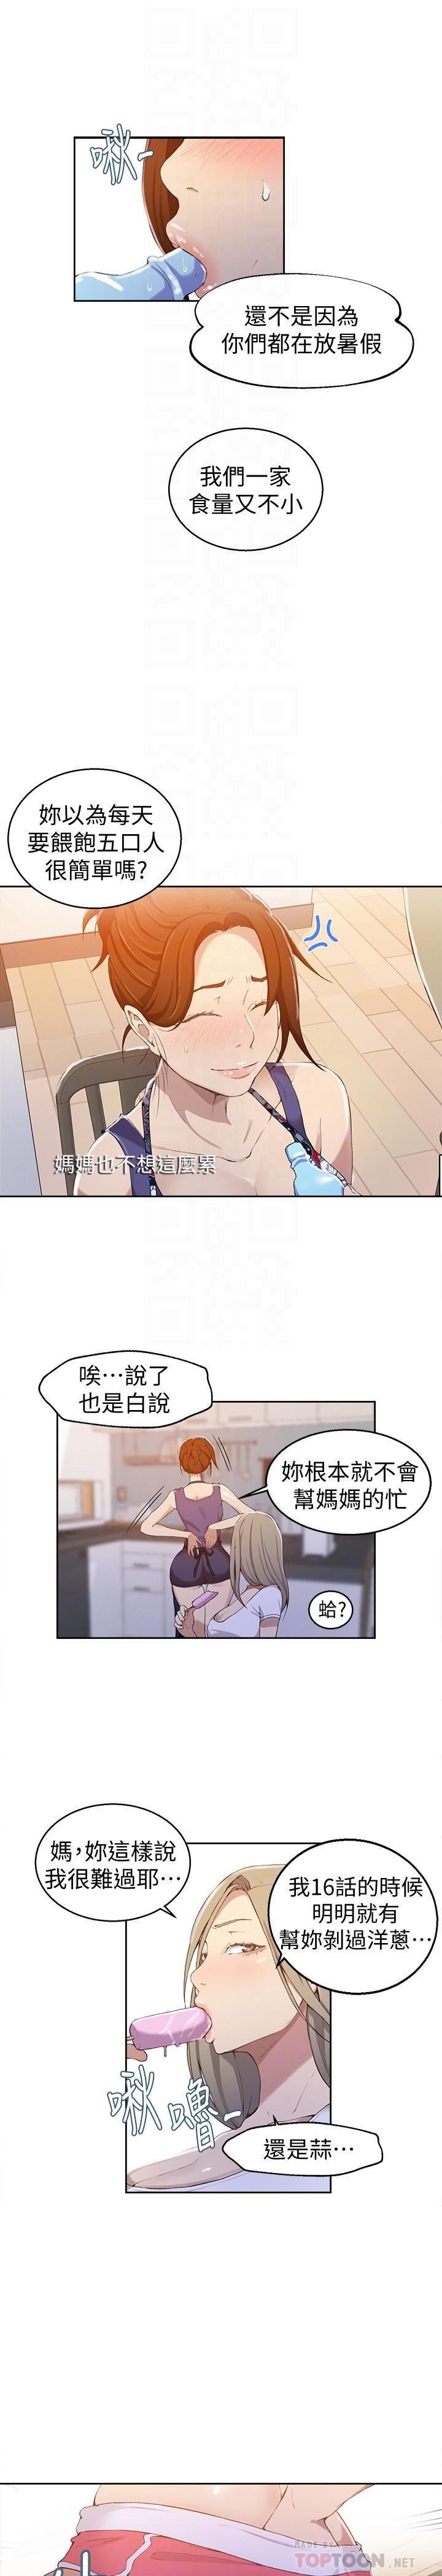 啾-
還不是因為
你們都在放暑假
我們一家
食量又不小
妳以為每天
要餵飽五口人
很簡單嗎?
媽媽也不想這麼累
唉⋯說了
也是白說
妳根本就不會
幫媽媽的忙
蛤?
媽,妳這樣說
我很難過耶⋯
我16話的時候
明明就有
幫妳剝過洋蔥⋯
啾嚕-
還是蒜⋯
MADE BY
TOPTOON.NET